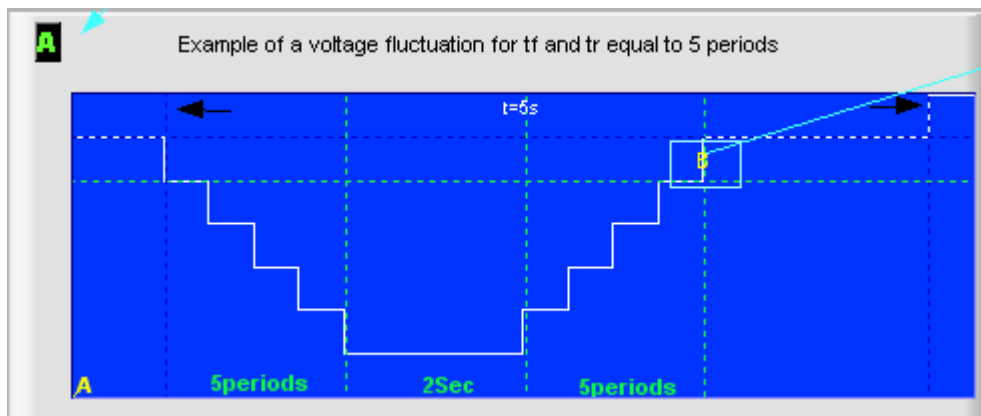 A
Example of a voltage fluctuation for tf and tr equal to 5 periods
t=5s
B
A
5periods 2Sec 5periods